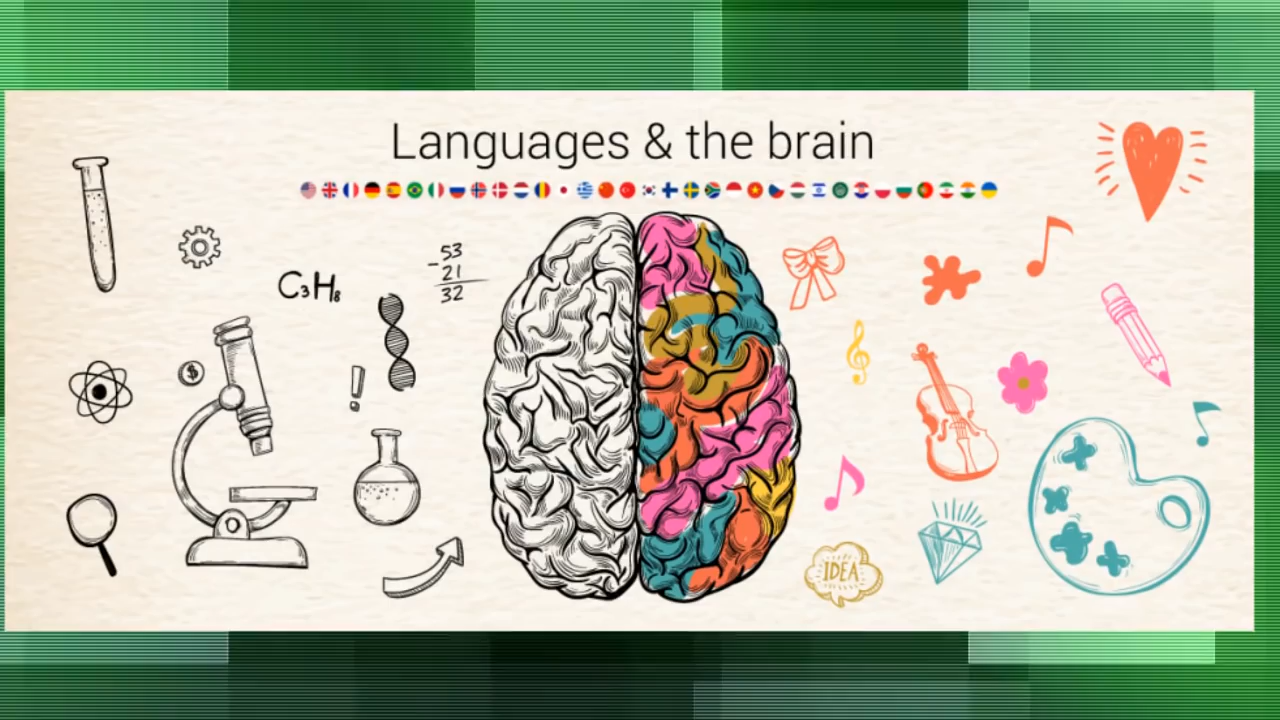 Languages & the brain
C₃H₈
53
- 21
32
$
!
IDEA